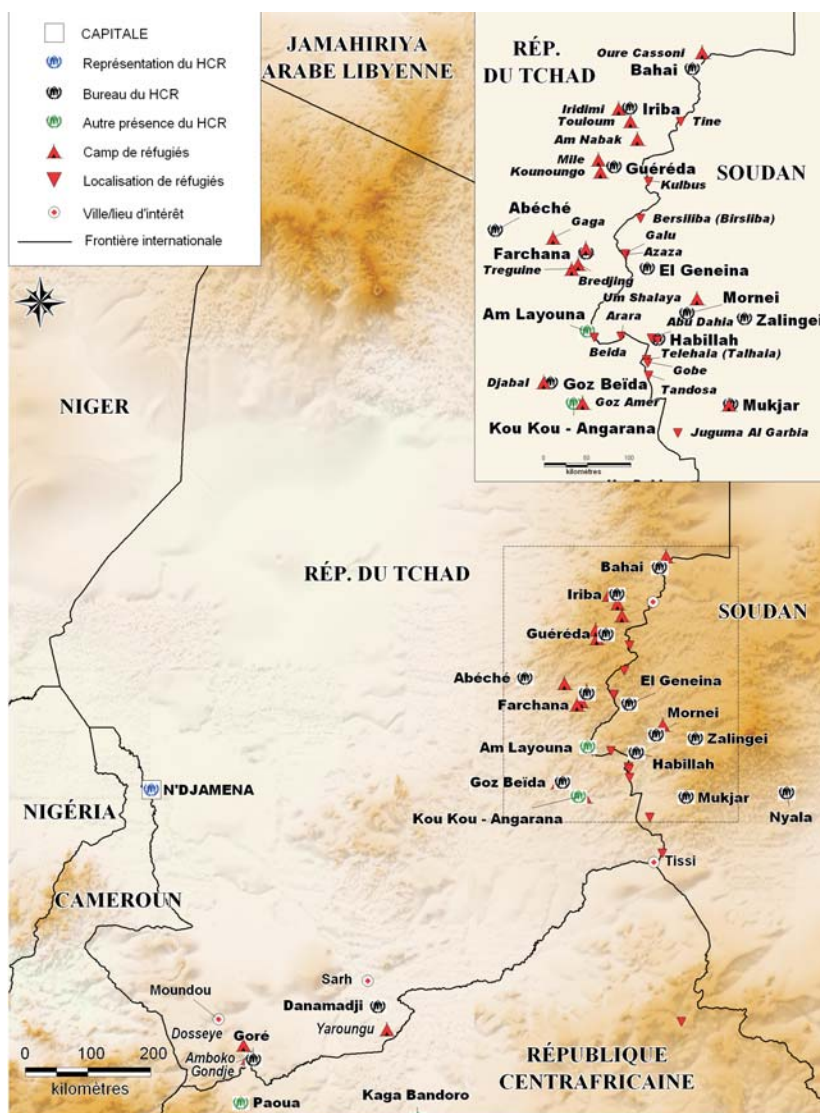 CAPITALE
Représentation du HCR
Bureau du HCR
Autre présence du HCR
Camp de réfugiés
Localisation de réfugiés
Ville/lieu d'intérêt
Frontière internationale
JAMAHIRIYA
ARABE LIBYENNE
RÉP.
DU TCHAD
Oure Cassoni
Bahai
Iridimi
Iriba
Touloum
Tine
Am Nabak
Mile
Guéréda
SOUDAN
Kounoungo
Kulbus
Abéché
Bersiliba (Birsliba)
Gaga
Galu
Farchana
Azaza
Treguine
El Geneina
Bredjing
Um Shalaya
Mornei
Am Layouna
Arara
Abu Dahia
Zalingei
Habillah
Beida
Telehaia (Talhaia)
Gobe
Djabal
Goz Beïda
Tandosa
Goz Amer
Mukjar
Kou Kou - Angarana
Juguma Al Garbia
0 50 100
kilomètres
NIGER
RÉP. DU TCHAD
Bahai
Iriba
SOUDAN
Guéréda
Abéché
El Geneina
Farchana
Mornei
Am Layouna
Zalingei
Habillah
Goz Beïda
N'DJAMENA
Mukjar
NIGÉRIA
Kou Kou - Angarana
Nyala
Tissi
CAMEROUN
Sarh
Moundou
Danamadji
Dosseye
Goré
Yaroungu
Amboko
Gondje
0 100 200
kilomètres
RÉPUBLIQUE
CENTRAFRICAINE
Kaga Bandoro
Paoua